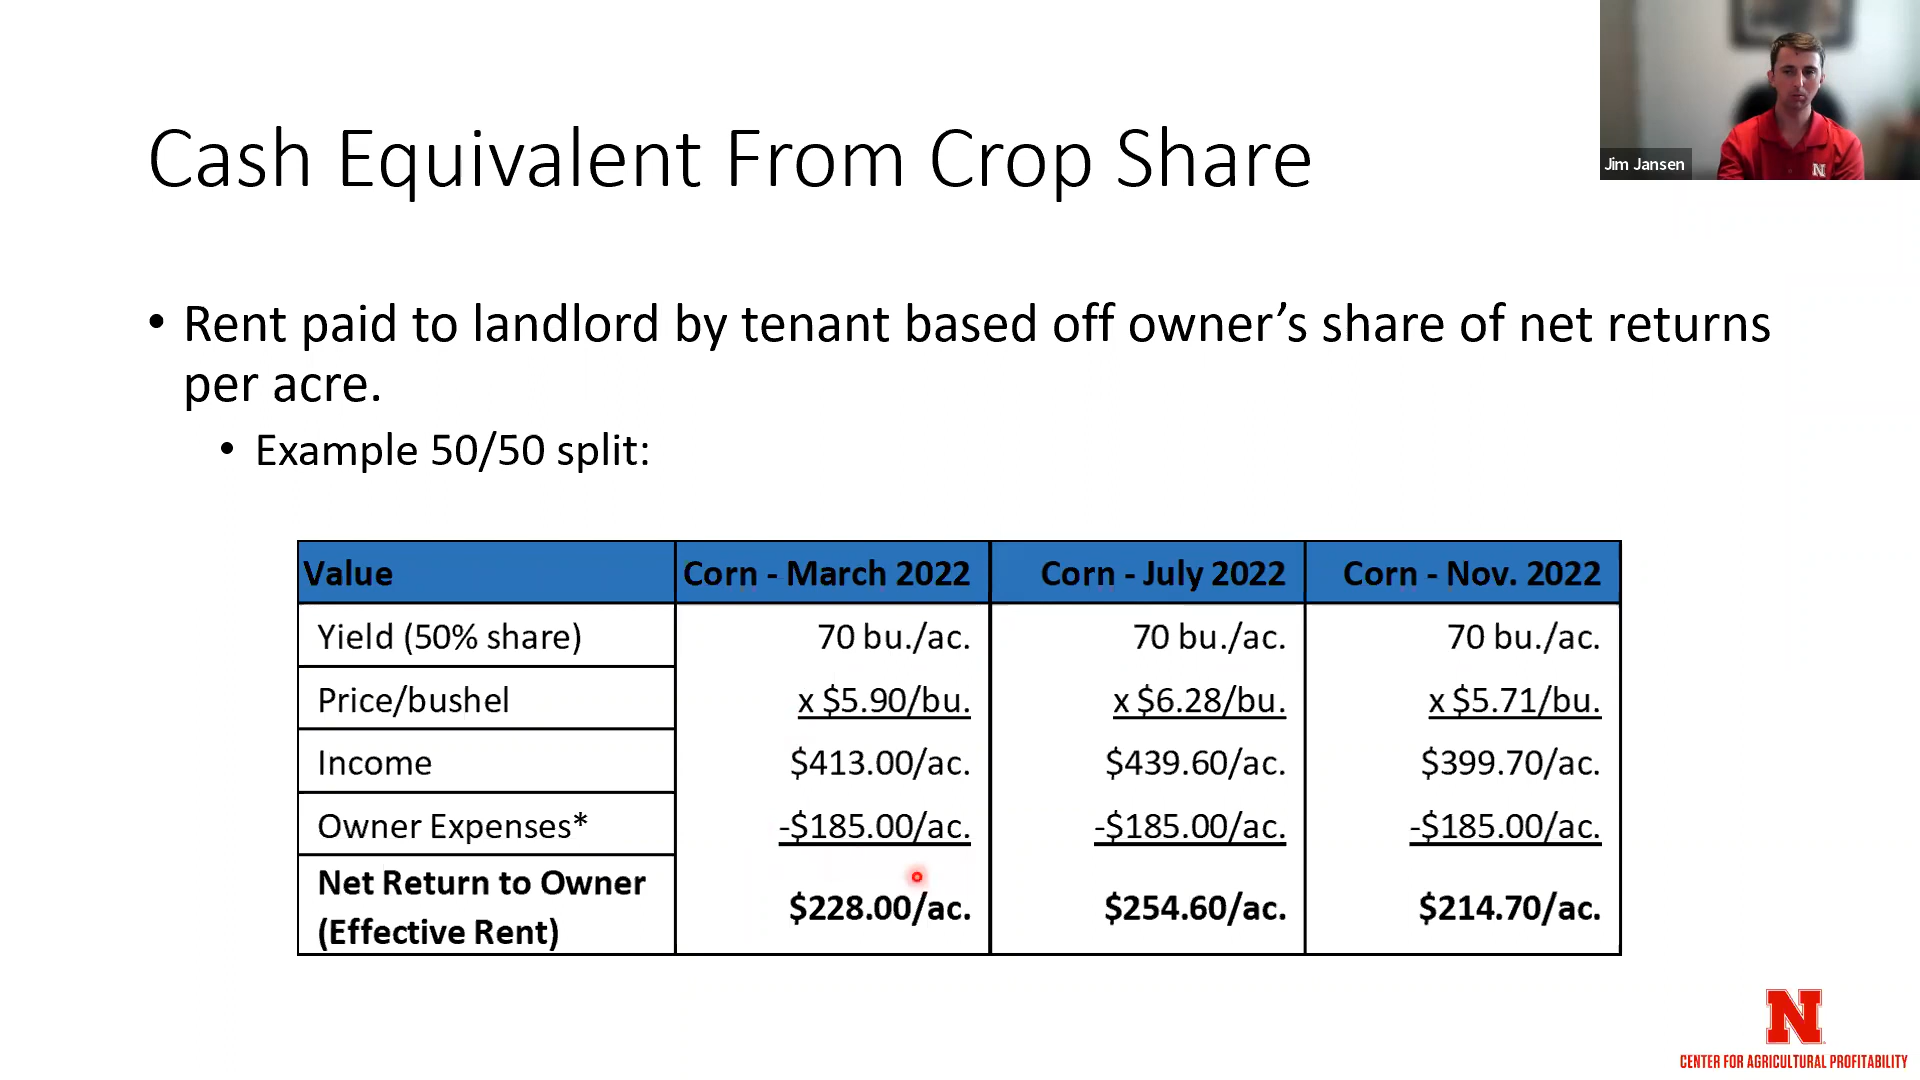 Cash Equivalent From Crop Share
Jim Jansen
N
• Rent paid to landlord by tenant based off owner’s share of net returns
per acre.
• Example 50/50 split:
Value Corn - March 2022 Corn - July 2022 Corn - Nov. 2022
Yield (50% share) 70 bu./ac. 70 bu./ac. 70 bu./ac.
Price/bushel x $5.90/bu. x $6.28/bu. x $5.71/bu.
Income $413.00/ac. $439.60/ac. $399.70/ac.
Owner Expenses* -$185.00/ac. -$185.00/ac. -$185.00/ac.
Net Return to Owner
(Effective Rent) $228.00/ac. $254.60/ac. $214.70/ac.
N
CENTER FOR AGRICULTURAL PROFITABILITY